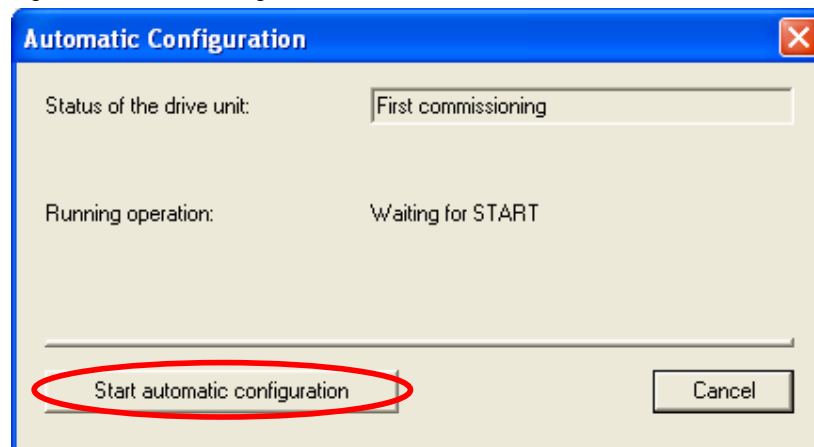 Automatic Configuration
Status of the drive unit: First commissioning
Running operation: Waiting for START
Start automatic configuration Cancel